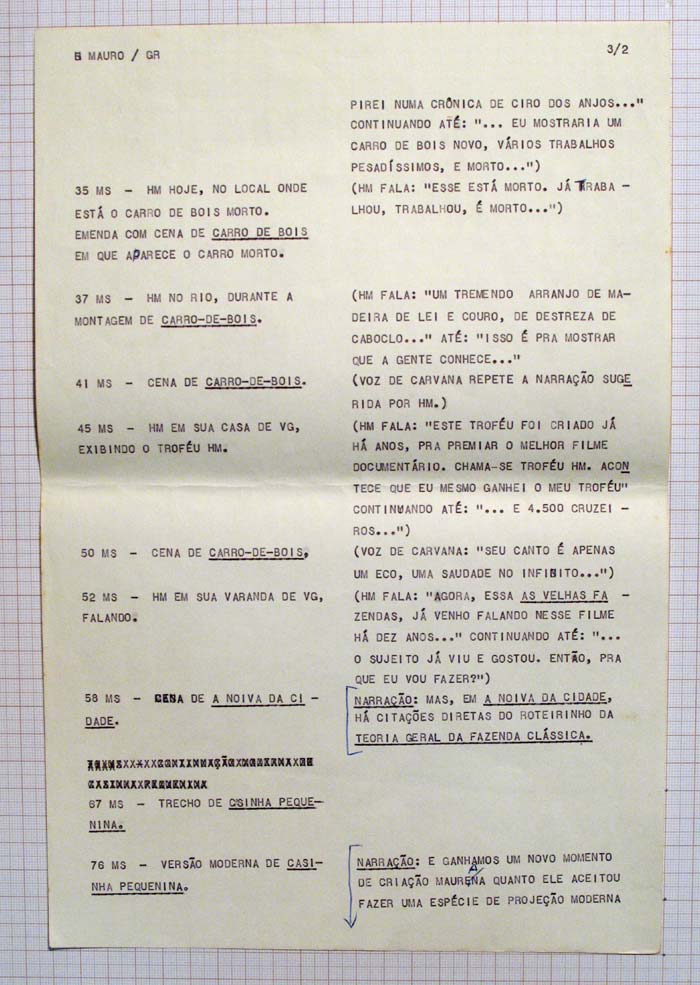 H MAURO / GR
3/2
PIREI NUMA CRÔNICA DE CIRO DOS ANJOS..."
CONTINUANDO ATÉ: "... EU MOSTRARIA UM
CARRO DE BOIS NOVO, VÁRIOS TRABALHOS
PESADÍSSIMOS, E MORTO...")
35 MS - HM HOJE, NO LOCAL ONDE
ESTÁ O CARRO DE BOIS MORTO.
EMENDA COM CENA DE CARRO DE BOIS
EM QUE APARECE O CARRO MORTO.
(HM FALA: "ESSE ESTÁ MORTO. JÁ TRABA -
LHOU, TRABALHOU, É MORTO...")
37 MS - HM NO RIO, DURANTE A
MONTAGEM DE CARRO-DE-BOIS.
(HM FALA: "UM TREMENDO ARRANJO DE MA-
DEIRA DE LEI E COURO, DE DESTREZA DE
CABOCLO..." ATÉ: "ISSO É PRA MOSTRAR
QUE A GENTE CONHECE..."
41 MS - CENA DE CARRO-DE-BOIS.
(VOZ DE CARVANA REPETE A NARRAÇÃO SUGE
RIDA POR HM.)
45 MS - HM EM SUA CASA DE VG,
EXIBINDO O TROFÉU HM.
(HM FALA: "ESTE TROFÉU FOI CRIADO JÁ
HÁ ANOS, PRA PREMIAR O MELHOR FILME
DOCUMENTÁRIO. CHAMA-SE TROFÉU HM. ACON
TECE QUE EU MESMO GANHEI O MEU TROFÉU"
CONTINUANDO ATÉ: "... E 4.500 CRUZEI -
ROS...")
50 MS - CENA DE CARRO-DE-BOIS.
(VOZ DE CARVANA: "SEU CANTO É APENAS
UM ECO, UMA SAUDADE NO INFINITO...")
52 MS - HM EM SUA VARANDA DE VG,
FALANDO.
(HM FALA: "AGORA, ESSA AS VELHAS FA -
ZENDAS, JÁ VENHO FALANDO NESSE FILME
HÁ DEZ ANOS..." CONTINUANDO ATÉ: "...
O SUJEITO JÁ VIU E GOSTOU. ENTÃO, PRA
QUE EU VOU FAZER?")
58 MS - CENA DE A NOIVA DA CI -
DADE.
NARRAÇÃO: MAS, EM A NOIVA DA CIDADE,
HÁ CITAÇÕES DIRETAS DO ROTEIRINHO DA
TEORIA GERAL DA FAZENDA CLÁSSICA.
67 MS - TRECHO DE CSINHA PEQUE-
NINA.
76 MS - VERSÃO MODERNA DE CASI-
NHA PEQUENINA.
NARRAÇÃO: E GANHAMOS UM NOVO MOMENTO
DE CRIAÇÃO MAUREANA QUANTO ELE ACEITOU
FAZER UMA ESPÉCIE DE PROJEÇÃO MODERNA